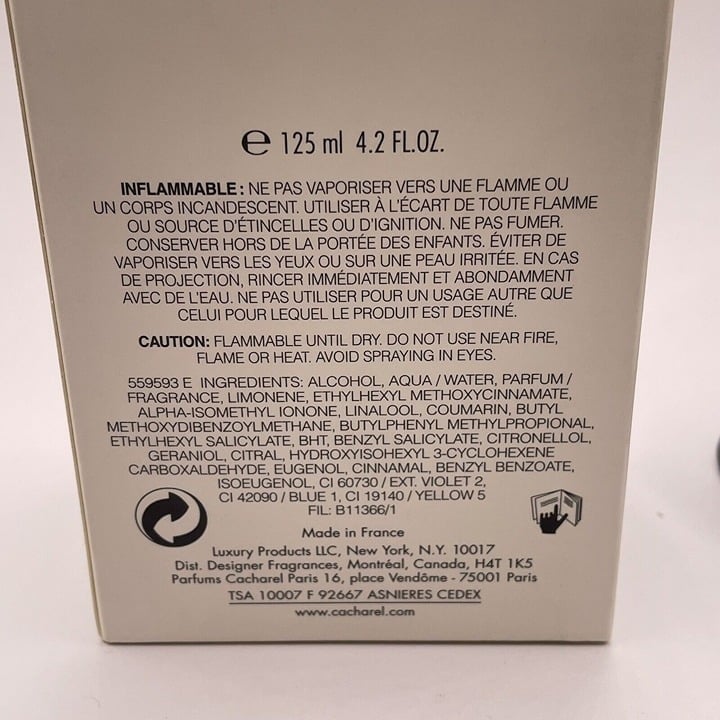 ℮ 125 ml 4.2 FL.OZ.
INFLAMMABLE: NE PAS VAPORISER VERS UNE FLAMME OU
UN CORPS INCANDESCENT. UTILISER À L'ÉCART DE TOUTE FLAMME
OU SOURCE D'ÉTINCELLES OU D'IGNITION. NE PAS FUMER.
CONSERVER HORS DE LA PORTÉE DES ENFANTS. ÉVITER DE
VAPORISER VERS LES YEUX OU SUR UNE PEAU IRRITÉE. EN CAS
DE PROJECTION, RINCER IMMÉDIATEMENT ET ABONDAMMENT
AVEC DE L'EAU. NE PAS UTILISER POUR UN USAGE AUTRE QUE
CELUI POUR LEQUEL LE PRODUIT EST DESTINÉ.
CAUTION: FLAMMABLE UNTIL DRY. DO NOT USE NEAR FIRE,
FLAME OR HEAT. AVOID SPRAYING IN EYES.
559593 E INGREDIENTS: ALCOHOL, AQUA / WATER, PARFUM /
FRAGRANCE, LIMONENE, ETHYLHEXYL METHOXYCINNAMATE,
ALPHA-ISOMETHYL IONONE, LINALOOL, COUMARIN, BUTYL
METHOXYDIBENZOYLMETHANE, BUTYLPHENYL METHYLPROPIONAL,
ETHYLHEXYL SALICYLATE, BHT, BENZYL SALICYLATE, CITRONELLOL,
GERANIOL, CITRAL, HYDROXYISOHEXYL 3-CYCLOHEXENE
CARBOXALDEHYDE, EUGENOL, CINNAMAL, BENZYL BENZOATE,
ISOEUGENOL, CI 60730 / EXT. VIOLET 2,
CI 42090 / BLUE 1, CI 19140 / YELLOW 5
FIL: B11366/1
Made in France
Luxury Products LLC, New York, N.Y. 10017
Dist. Designer Fragrances, Montréal, Canada, H4T 1K5
Parfums Cacharel Paris 16, place Vendôme - 75001 Paris
TSA 10007 F 92667 ASNIERES CEDEX
www.cacharel.com